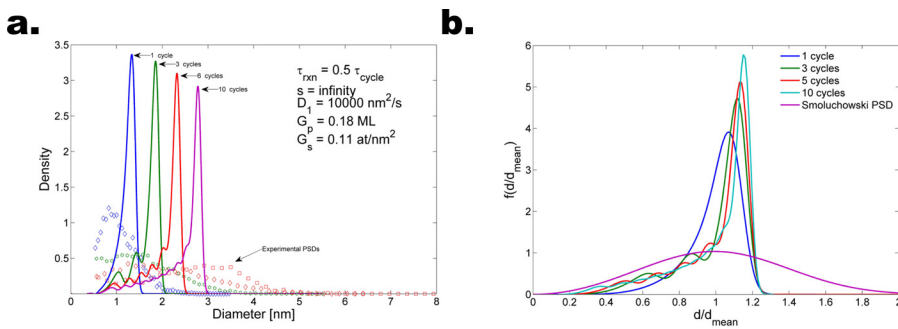 a.
b.
3.5
3
2.5
2
1.5
1
0.5
0 1 2 3 4 5 6 7 8
Density
Diameter [nm]
1 cycle
3 cycles
6 cycles
10 cycles
τrxn = 0.5 τcycle
s = infinity
D1 = 10000 nm²/s
Gp = 0.18 ML
Gs = 0.11 at/nm²
Experimental PSDs
6
5
4
3
2
1
0
0 0.2 0.4 0.6 0.8 1 1.2 1.4 1.6 1.8 2
f(d/dmean)
d/dmean
1 cycle
3 cycles
5 cycles
10 cycles
Smoluchowski PSD